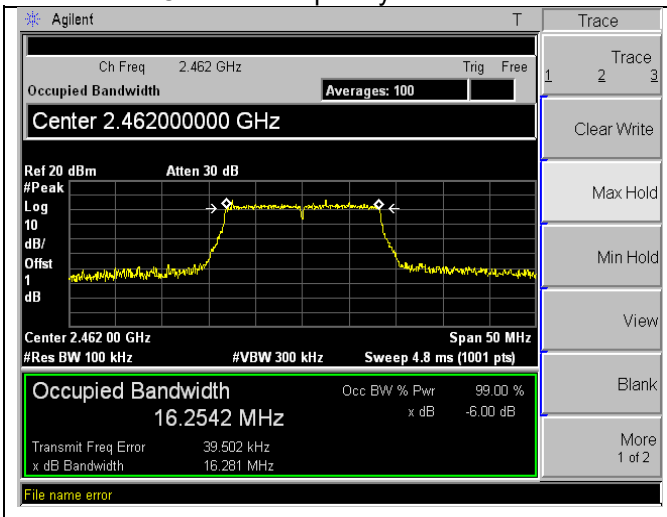 Agilent T Trace
Ch Freq 2.462 GHz Trig Free
Occupied Bandwidth Averages: 100
Center 2.462000000 GHz
Ref 20 dBm Atten 30 dB
#Peak
Log
10
dB/
Offst
1
dB
Center 2.462 00 GHz Span 50 MHz
#Res BW 100 kHz #VBW 300 kHz Sweep 4.8 ms (1001 pts)
Occupied Bandwidth Occ BW % Pwr 99.00 %
16.2542 MHz x dB -6.00 dB
Transmit Freq Error 39.502 kHz
x dB Bandwidth 16.281 MHz
File name error
Trace
1 2 3
Clear Write
Max Hold
Min Hold
View
Blank
More
1 of 2